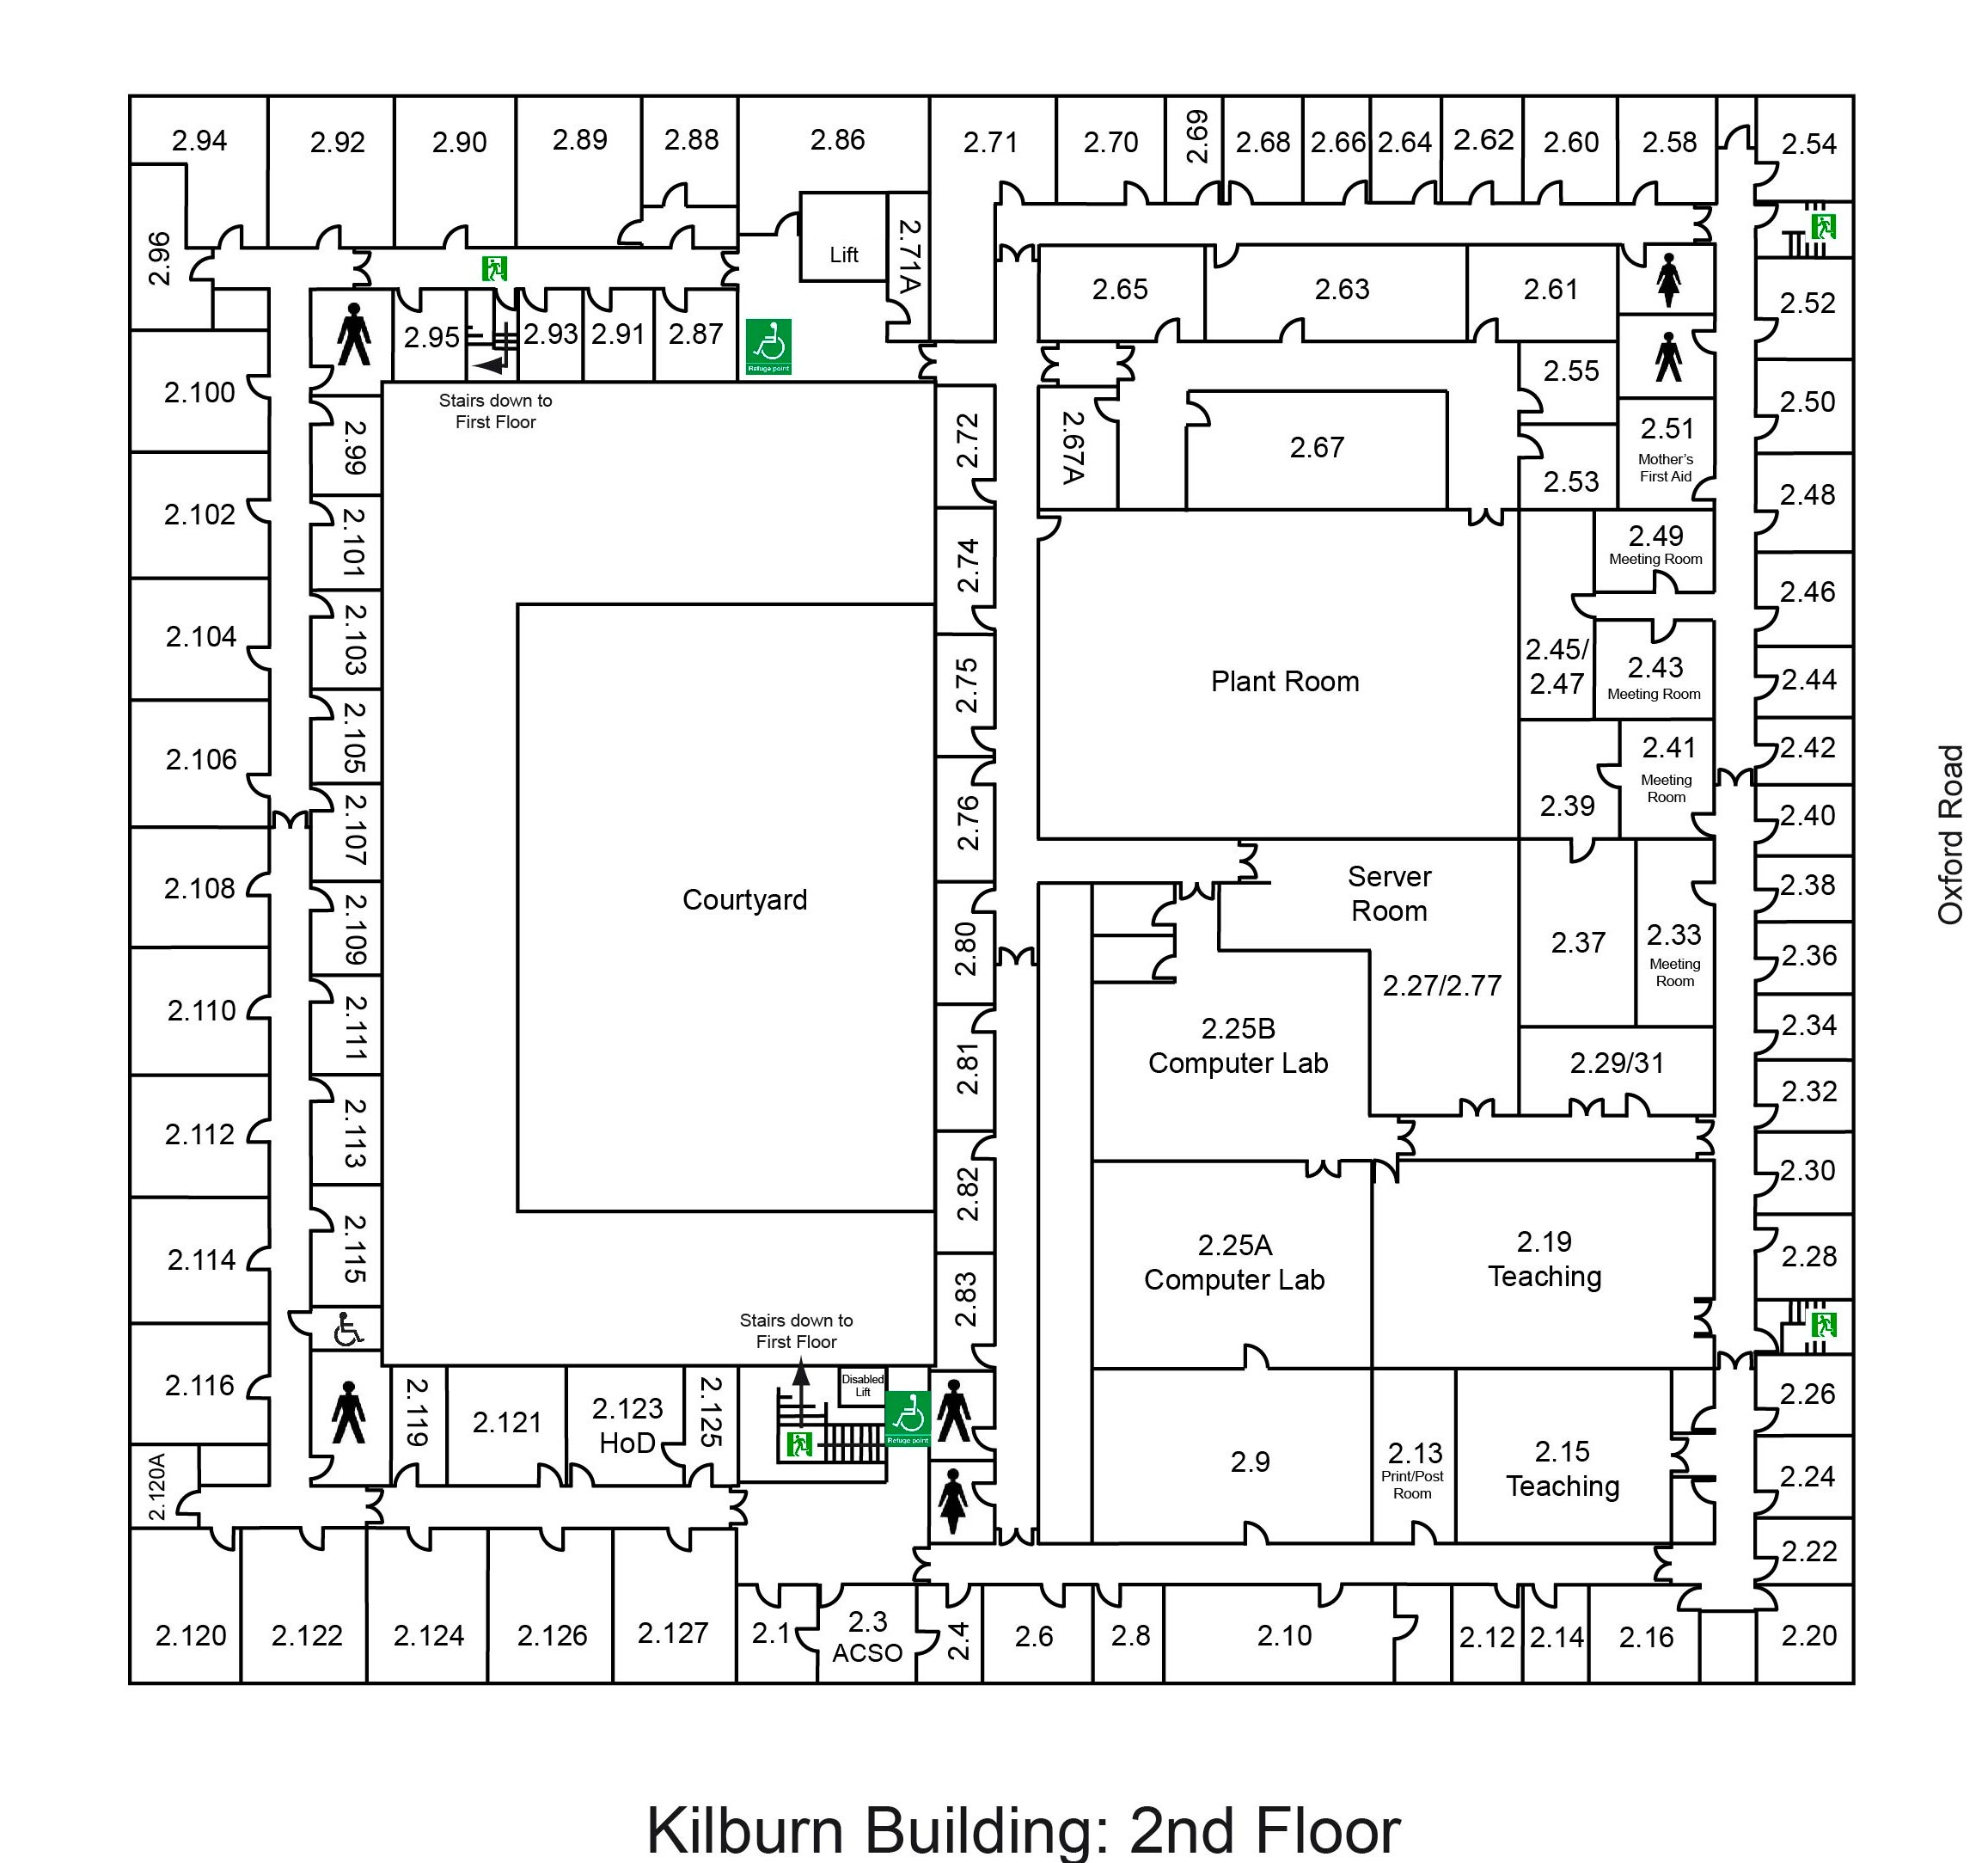 2.94
2.92
2.90
2.89
2.88
2.86
2.71
2.70
2.69
2.68
2.66
2.64
2.62
2.60
2.58
2.54
2.96
Lift
2.71A
2.65
2.63
2.61
2.52
2.95
2.93
2.91
2.87
Refuge point
2.55
2.100
Stairs down to
First Floor
2.99
2.72
2.67A
2.67
2.53
2.51
Mother's
First Aid
2.50
2.102
2.101
2.74
2.49
Meeting Room
2.48
2.104
2.103
2.75
Plant Room
2.45/
2.47
2.43
Meeting Room
2.46
2.44
2.106
2.105
2.76
2.39
2.41
Meeting
Room
2.42
2.40
Oxford Road
2.107
2.108
2.109
Courtyard
2.80
Server
Room
2.37
2.33
Meeting
Room
2.38
2.36
2.110
2.111
2.81
2.25B
Computer Lab
2.27/2.77
2.29/31
2.34
2.32
2.112
2.113
2.82
2.30
2.114
2.115
2.83
2.25A
Computer Lab
2.19
Teaching
2.28
Stairs down to
First Floor
2.116
2.119
2.121
2.123
HoD
2.125
Disabled
Lift
Refuge point
2.9
2.13
Print/Post
Room
2.15
Teaching
2.26
2.24
2.120A
2.22
2.120
2.122
2.124
2.126
2.127
2.1
2.3
ACSO
2.4
2.6
2.8
2.10
2.12
2.14
2.16
2.20
Kilburn Building: 2nd Floor